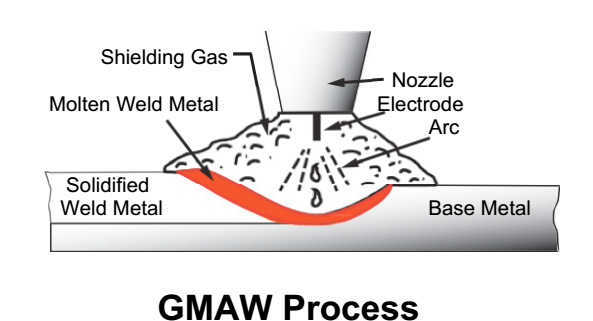 Shielding Gas
Nozzle
Molten Weld Metal
Electrode
Arc
Solidified
Weld Metal
Base Metal
GMAW Process